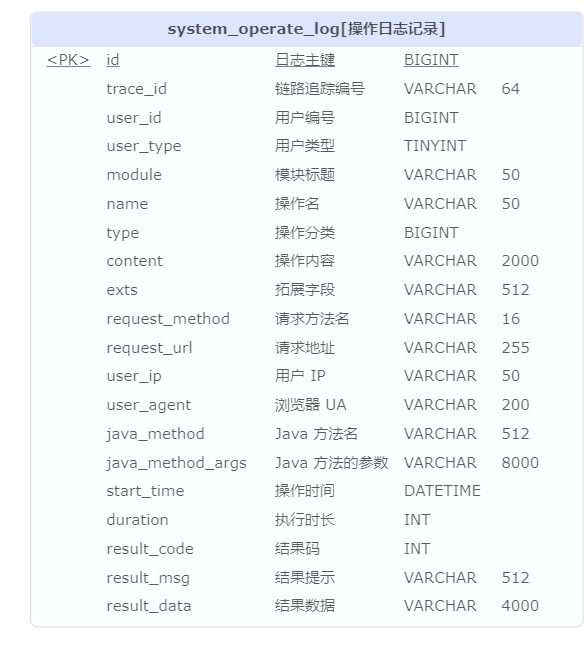 system_operate_log[操作日志记录]
<PK> id 日志主键 BIGINT
trace_id 链路追踪编号 VARCHAR 64
user_id 用户编号 BIGINT
user_type 用户类型 TINYINT
module 模块标题 VARCHAR 50
name 操作名 VARCHAR 50
type 操作分类 BIGINT
content 操作内容 VARCHAR 2000
exts 拓展字段 VARCHAR 512
request_method 请求方法名 VARCHAR 16
request_url 请求地址 VARCHAR 255
user_ip 用户 IP VARCHAR 50
user_agent 浏览器 UA VARCHAR 200
java_method Java 方法名 VARCHAR 512
java_method_args Java 方法的参数 VARCHAR 8000
start_time 操作时间 DATETIME
duration 执行时长 INT
result_code 结果码 INT
result_msg 结果提示 VARCHAR 512
result_data 结果数据 VARCHAR 4000